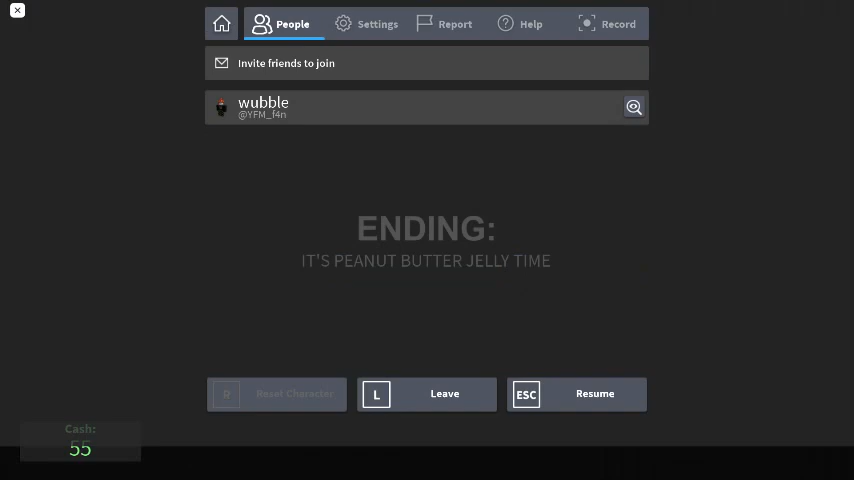 People Settings Report Help Record
Invite friends to join
wubble
@YFM_f4n
ENDING:
IT'S PEANUT BUTTER JELLY TIME
R Reset Character L Leave ESC Resume
Cash:
55